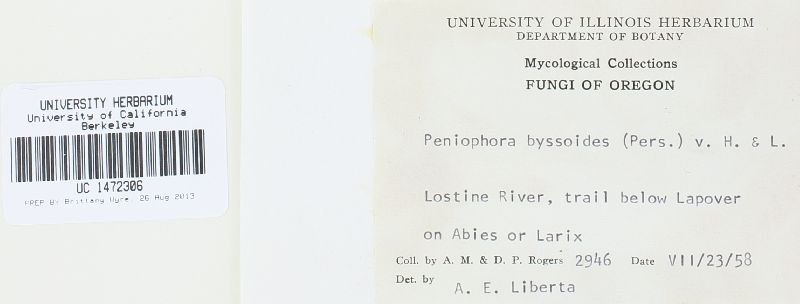 UNIVERSITY HERBARIUM
University of California
Berkeley
UC 1472306
PREP By Brittany Vyre, 26 Aug 2013
UNIVERSITY OF ILLINOIS HERBARIUM
DEPARTMENT OF BOTANY
Mycological Collections
FUNGI OF OREGON
Peniophora byssoides (Pers.) v. H. & L.
Lostine River, trail below Lapover
on Abies or Larix
Coll. by A. M. & D. P. Rogers 2946 Date VII/23/58
Det. by A. E. Liberta